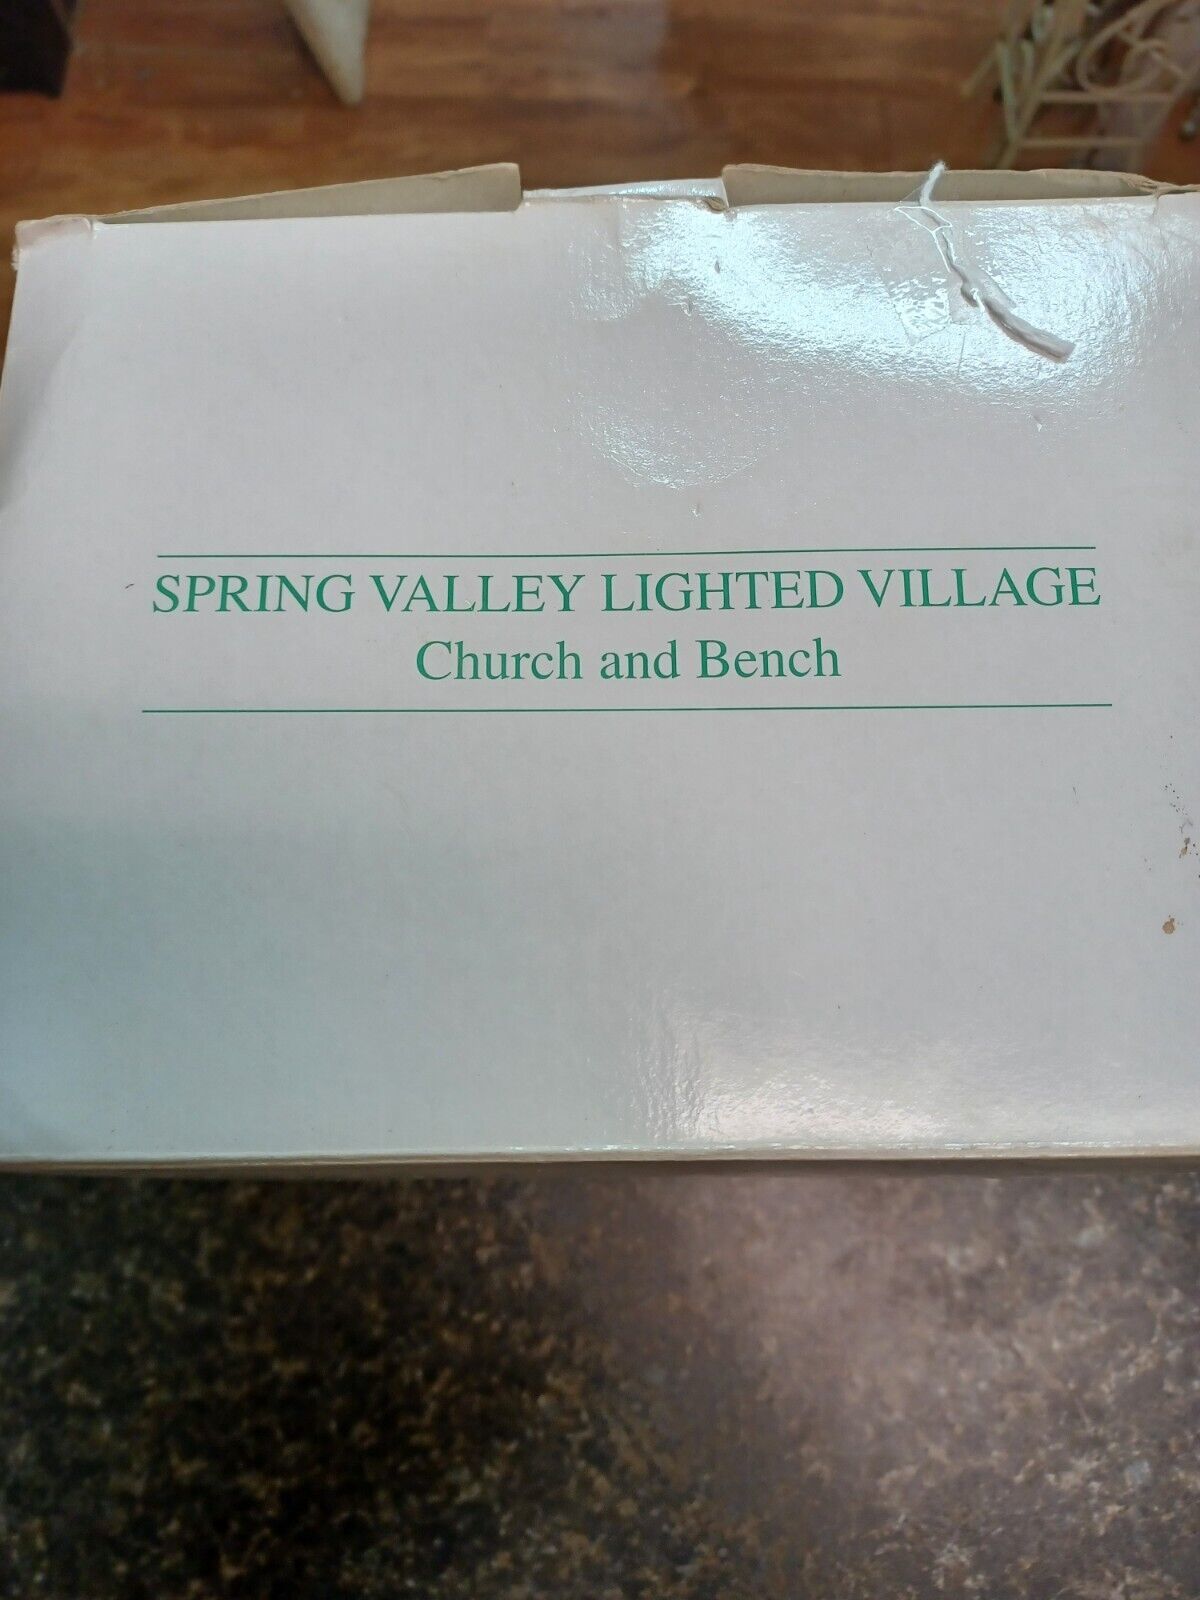 SPRING VALLEY LIGHTED VILLAGE
Church and Bench